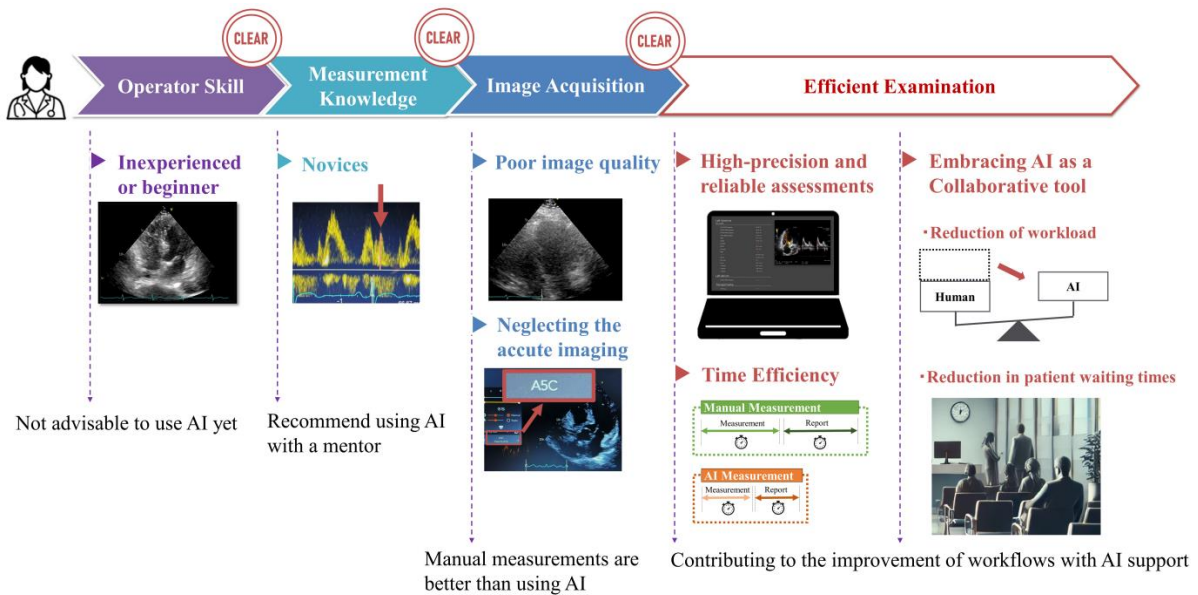 CLEAR
CLEAR
CLEAR
Operator Skill
Measurement
Knowledge
Image Acquisition
Efficient Examination
Inexperienced
or beginner
Not advisable to use AI yet
Novices
Recommend using AI
with a mentor
Poor image quality
Neglecting the
accute imaging
A5C
Manual measurements are
better than using AI
High-precision and
reliable assessments
Time Efficiency
Manual Measurement
Measurement
Report
AI Measurement
Measurement
Report
Embracing AI as a
Collaborative tool
・Reduction of workload
Human
AI
・Reduction in patient waiting times
Contributing to the improvement of workflows with AI support